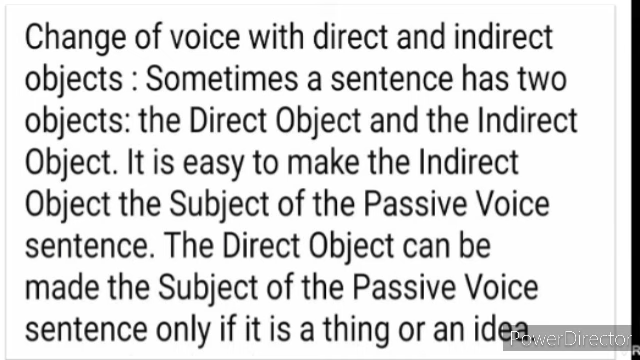 Change of voice with direct and indirect
objects : Sometimes a sentence has two
objects: the Direct Object and the Indirect
Object. It is easy to make the Indirect
Object the Subject of the Passive Voice
sentence. The Direct Object can be
made the Subject of the Passive Voice
sentence only if it is a thing or an idea
PowerDirector